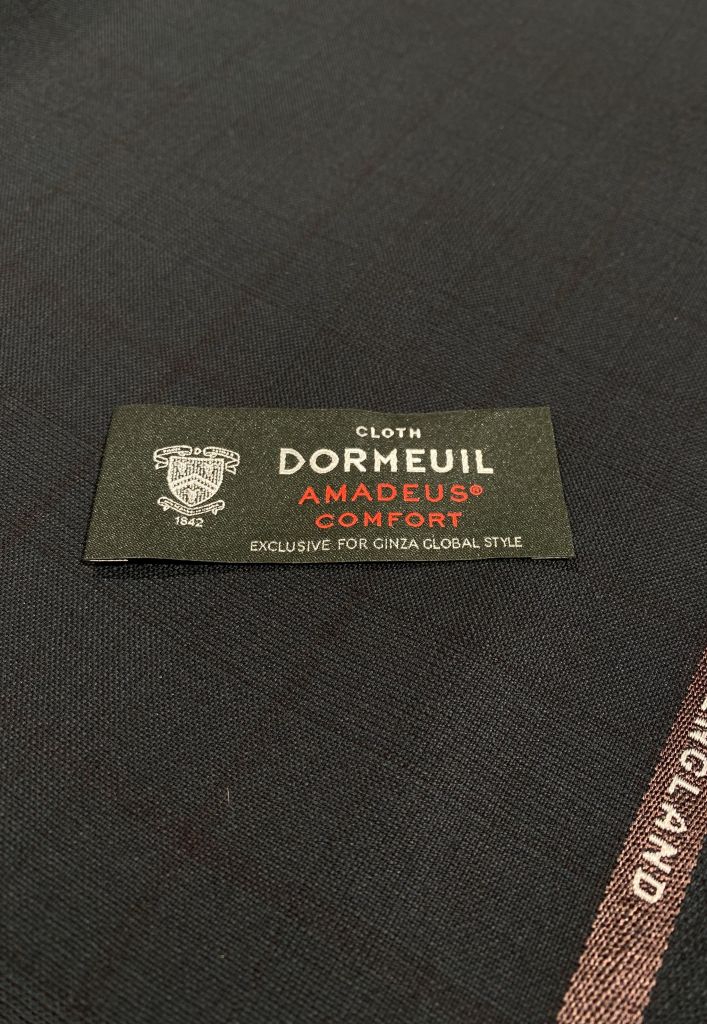 CLOTH
DORMEUIL
AMADEUS®
COMFORT
1842
EXCLUSIVE FOR GINZA GLOBAL STYLE
ENGLAND